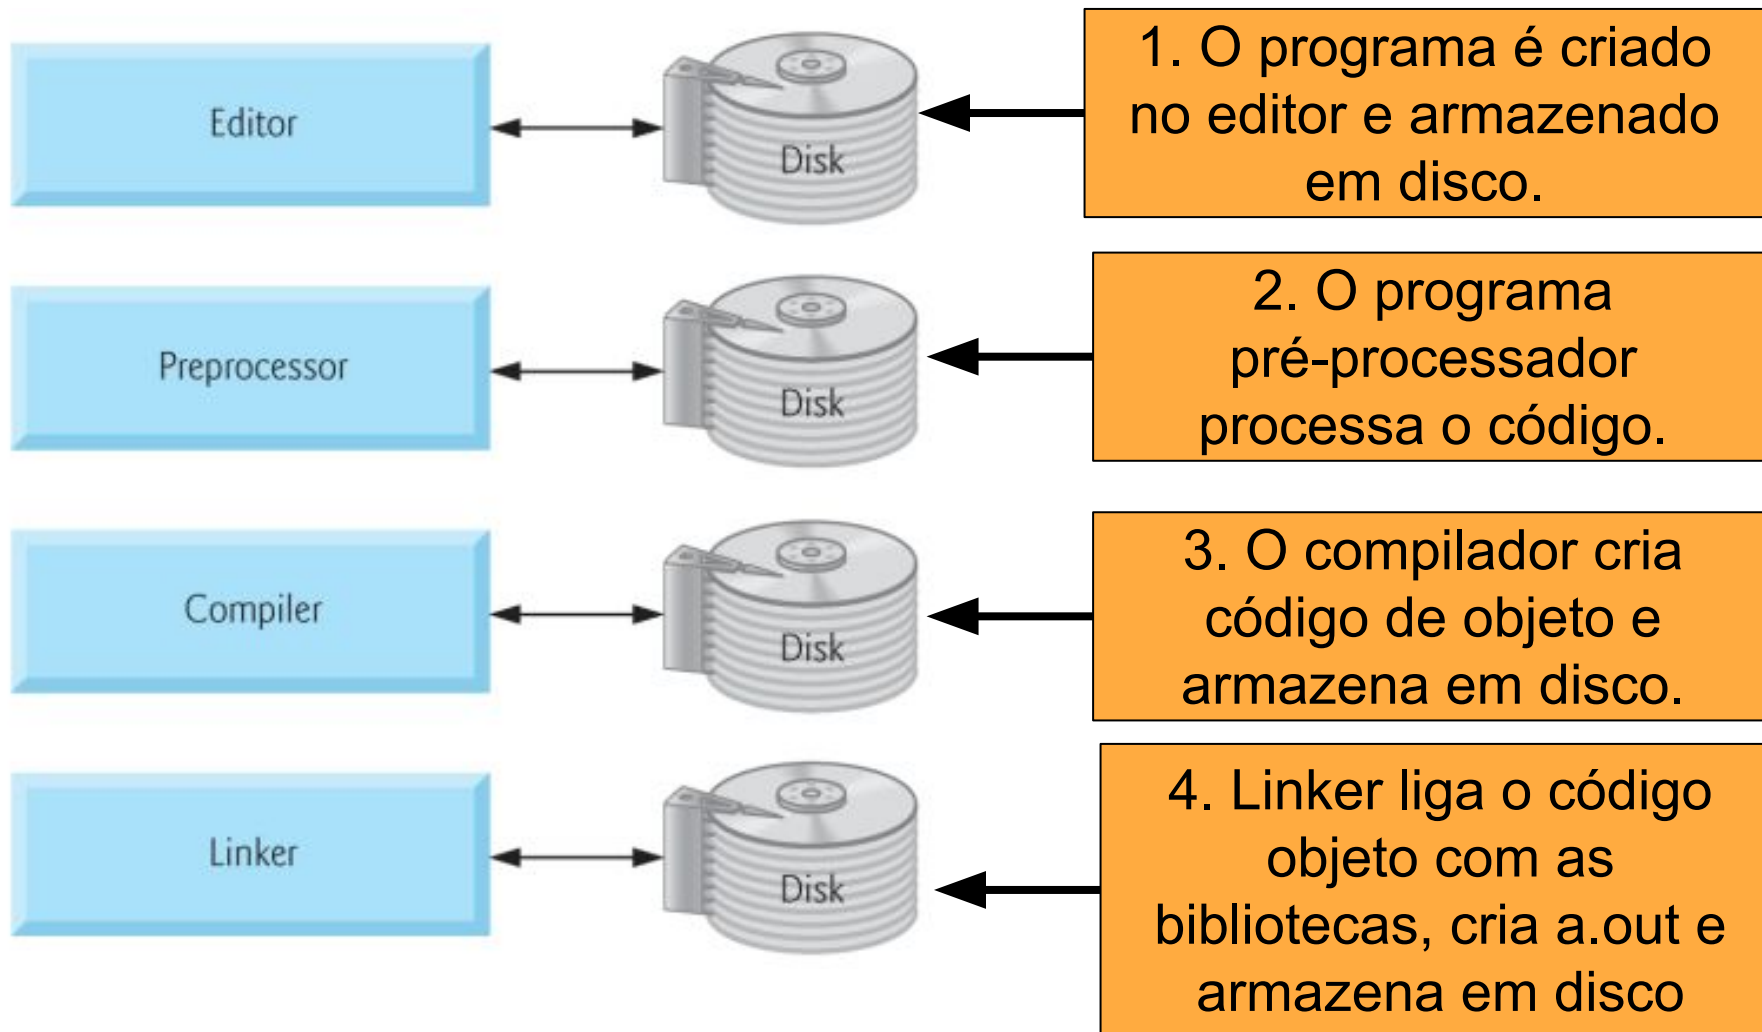 Editor
Disk
1. O programa é criado
no editor e armazenado
em disco.
Preprocessor
Disk
2. O programa
pré-processador
processa o código.
Compiler
Disk
3. O compilador cria
código de objeto e
armazena em disco.
Linker
Disk
4. Linker liga o código
objeto com as
bibliotecas, cria a.out e
armazena em disco